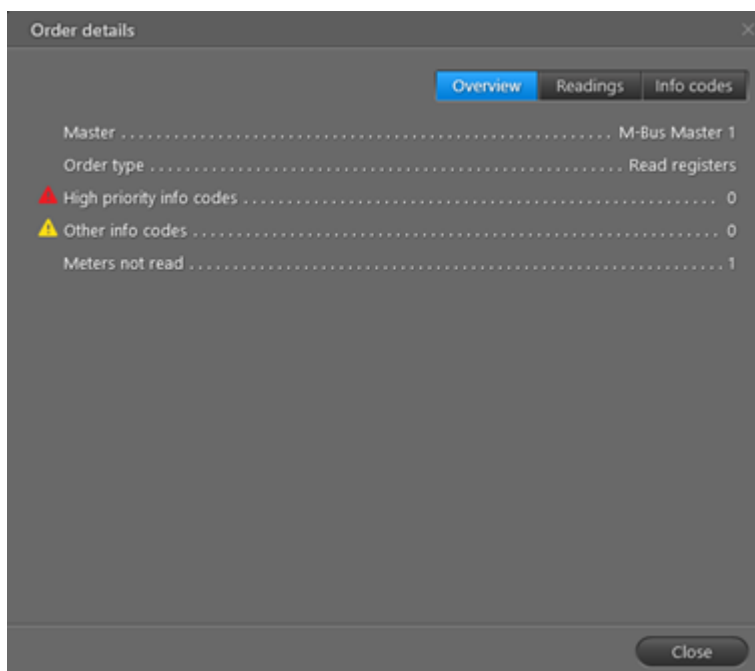 Order details
Overview Readings Info codes
Master ........................................................ M-Bus Master 1
Order type ...................................................... Read registers
High priority info codes ...................................................... 0
Other info codes ............................................................ 0
Meters not read ............................................................. 1
Close